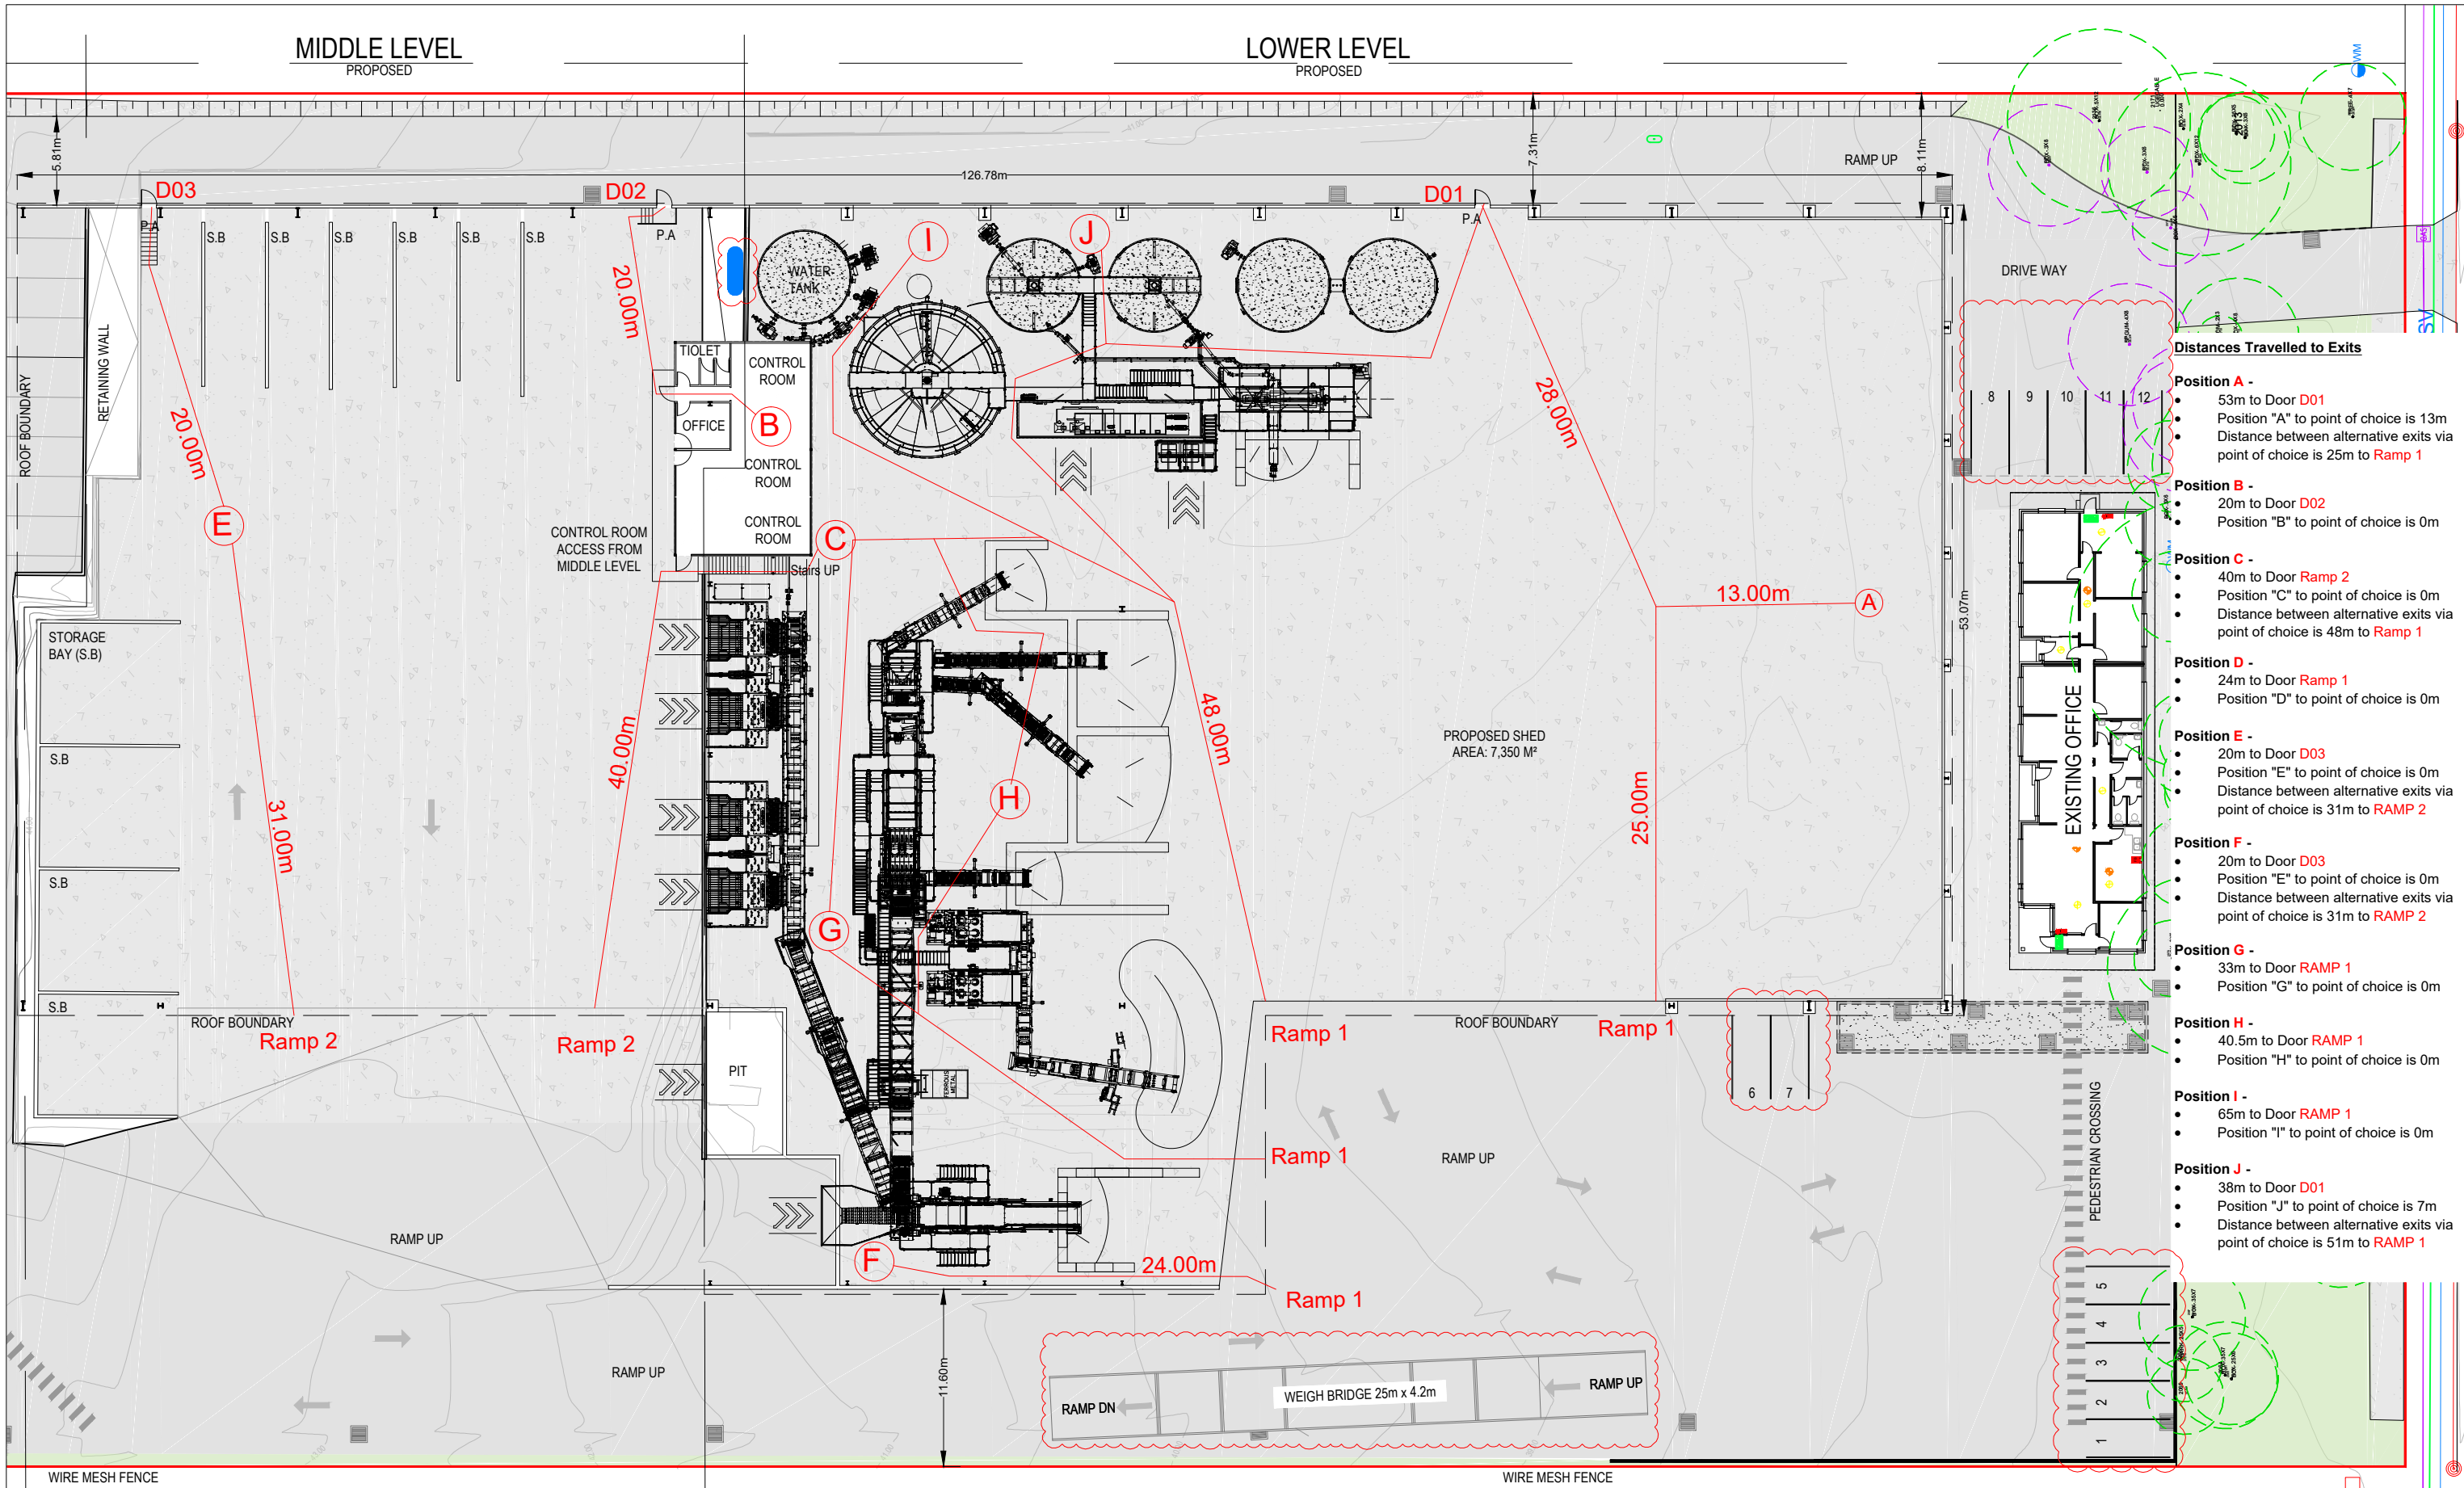 MIDDLE LEVEL
PROPOSED
LOWER LEVEL
PROPOSED
WM
5.81m
126.78m
7.31m
8.11m
RAMP UP
2013
D03
D02
D01
P.A
P.A
P.A
S.B
S.B
S.B
S.B
S.B
S.B
I
J
WATER
TANK
DRIVE WAY
GAS
SV
20.00m
20.00m
28.00m
ROOF BOUNDARY
RETAINING WALL
TIOLET
CONTROL
ROOM
OFFICE
B
CONTROL
ROOM
CONTROL
ROOM
8
9
10
11
12
E
C
CONTROL ROOM
ACCESS FROM
MIDDLE LEVEL
Stairs UP
13.00m
A
53.07m
STORAGE
BAY (S.B)
S.B
S.B
S.B
40.00m
48.00m
31.00m
25.00m
PROPOSED SHED
AREA: 7,350 M²
EXISTING OFFICE
H
G
ROOF BOUNDARY
Ramp 2
Ramp 2
Ramp 1
ROOF BOUNDARY
Ramp 1
PIT
FERROUS
METAL
6
7
Ramp 1
RAMP UP
PEDESTRIAN CROSSING
RAMP UP
F
24.00m
Ramp 1
RAMP UP
11.60m
RAMP DN
WEIGH BRIDGE 25m x 4.2m
RAMP UP
5
4
3
2
1
WIRE MESH FENCE
WIRE MESH FENCE
Distances Travelled to Exits
Position A -
• 53m to Door D01
• Position "A" to point of choice is 13m
• Distance between alternative exits via
point of choice is 25m to Ramp 1
Position B -
• 20m to Door D02
• Position "B" to point of choice is 0m
Position C -
• 40m to Door Ramp 2
• Position "C" to point of choice is 0m
• Distance between alternative exits via
point of choice is 48m to Ramp 1
Position D -
• 24m to Door Ramp 1
• Position "D" to point of choice is 0m
Position E -
• 20m to Door D03
• Position "E" to point of choice is 0m
• Distance between alternative exits via
point of choice is 31m to RAMP 2
Position F -
• 20m to Door D03
• Position "E" to point of choice is 0m
• Distance between alternative exits via
point of choice is 31m to RAMP 2
Position G -
• 33m to Door RAMP 1
• Position "G" to point of choice is 0m
Position H -
• 40.5m to Door RAMP 1
• Position "H" to point of choice is 0m
Position I -
• 65m to Door RAMP 1
• Position "I" to point of choice is 0m
Position J -
• 38m to Door D01
• Position "J" to point of choice is 7m
• Distance between alternative exits via
point of choice is 51m to RAMP 1